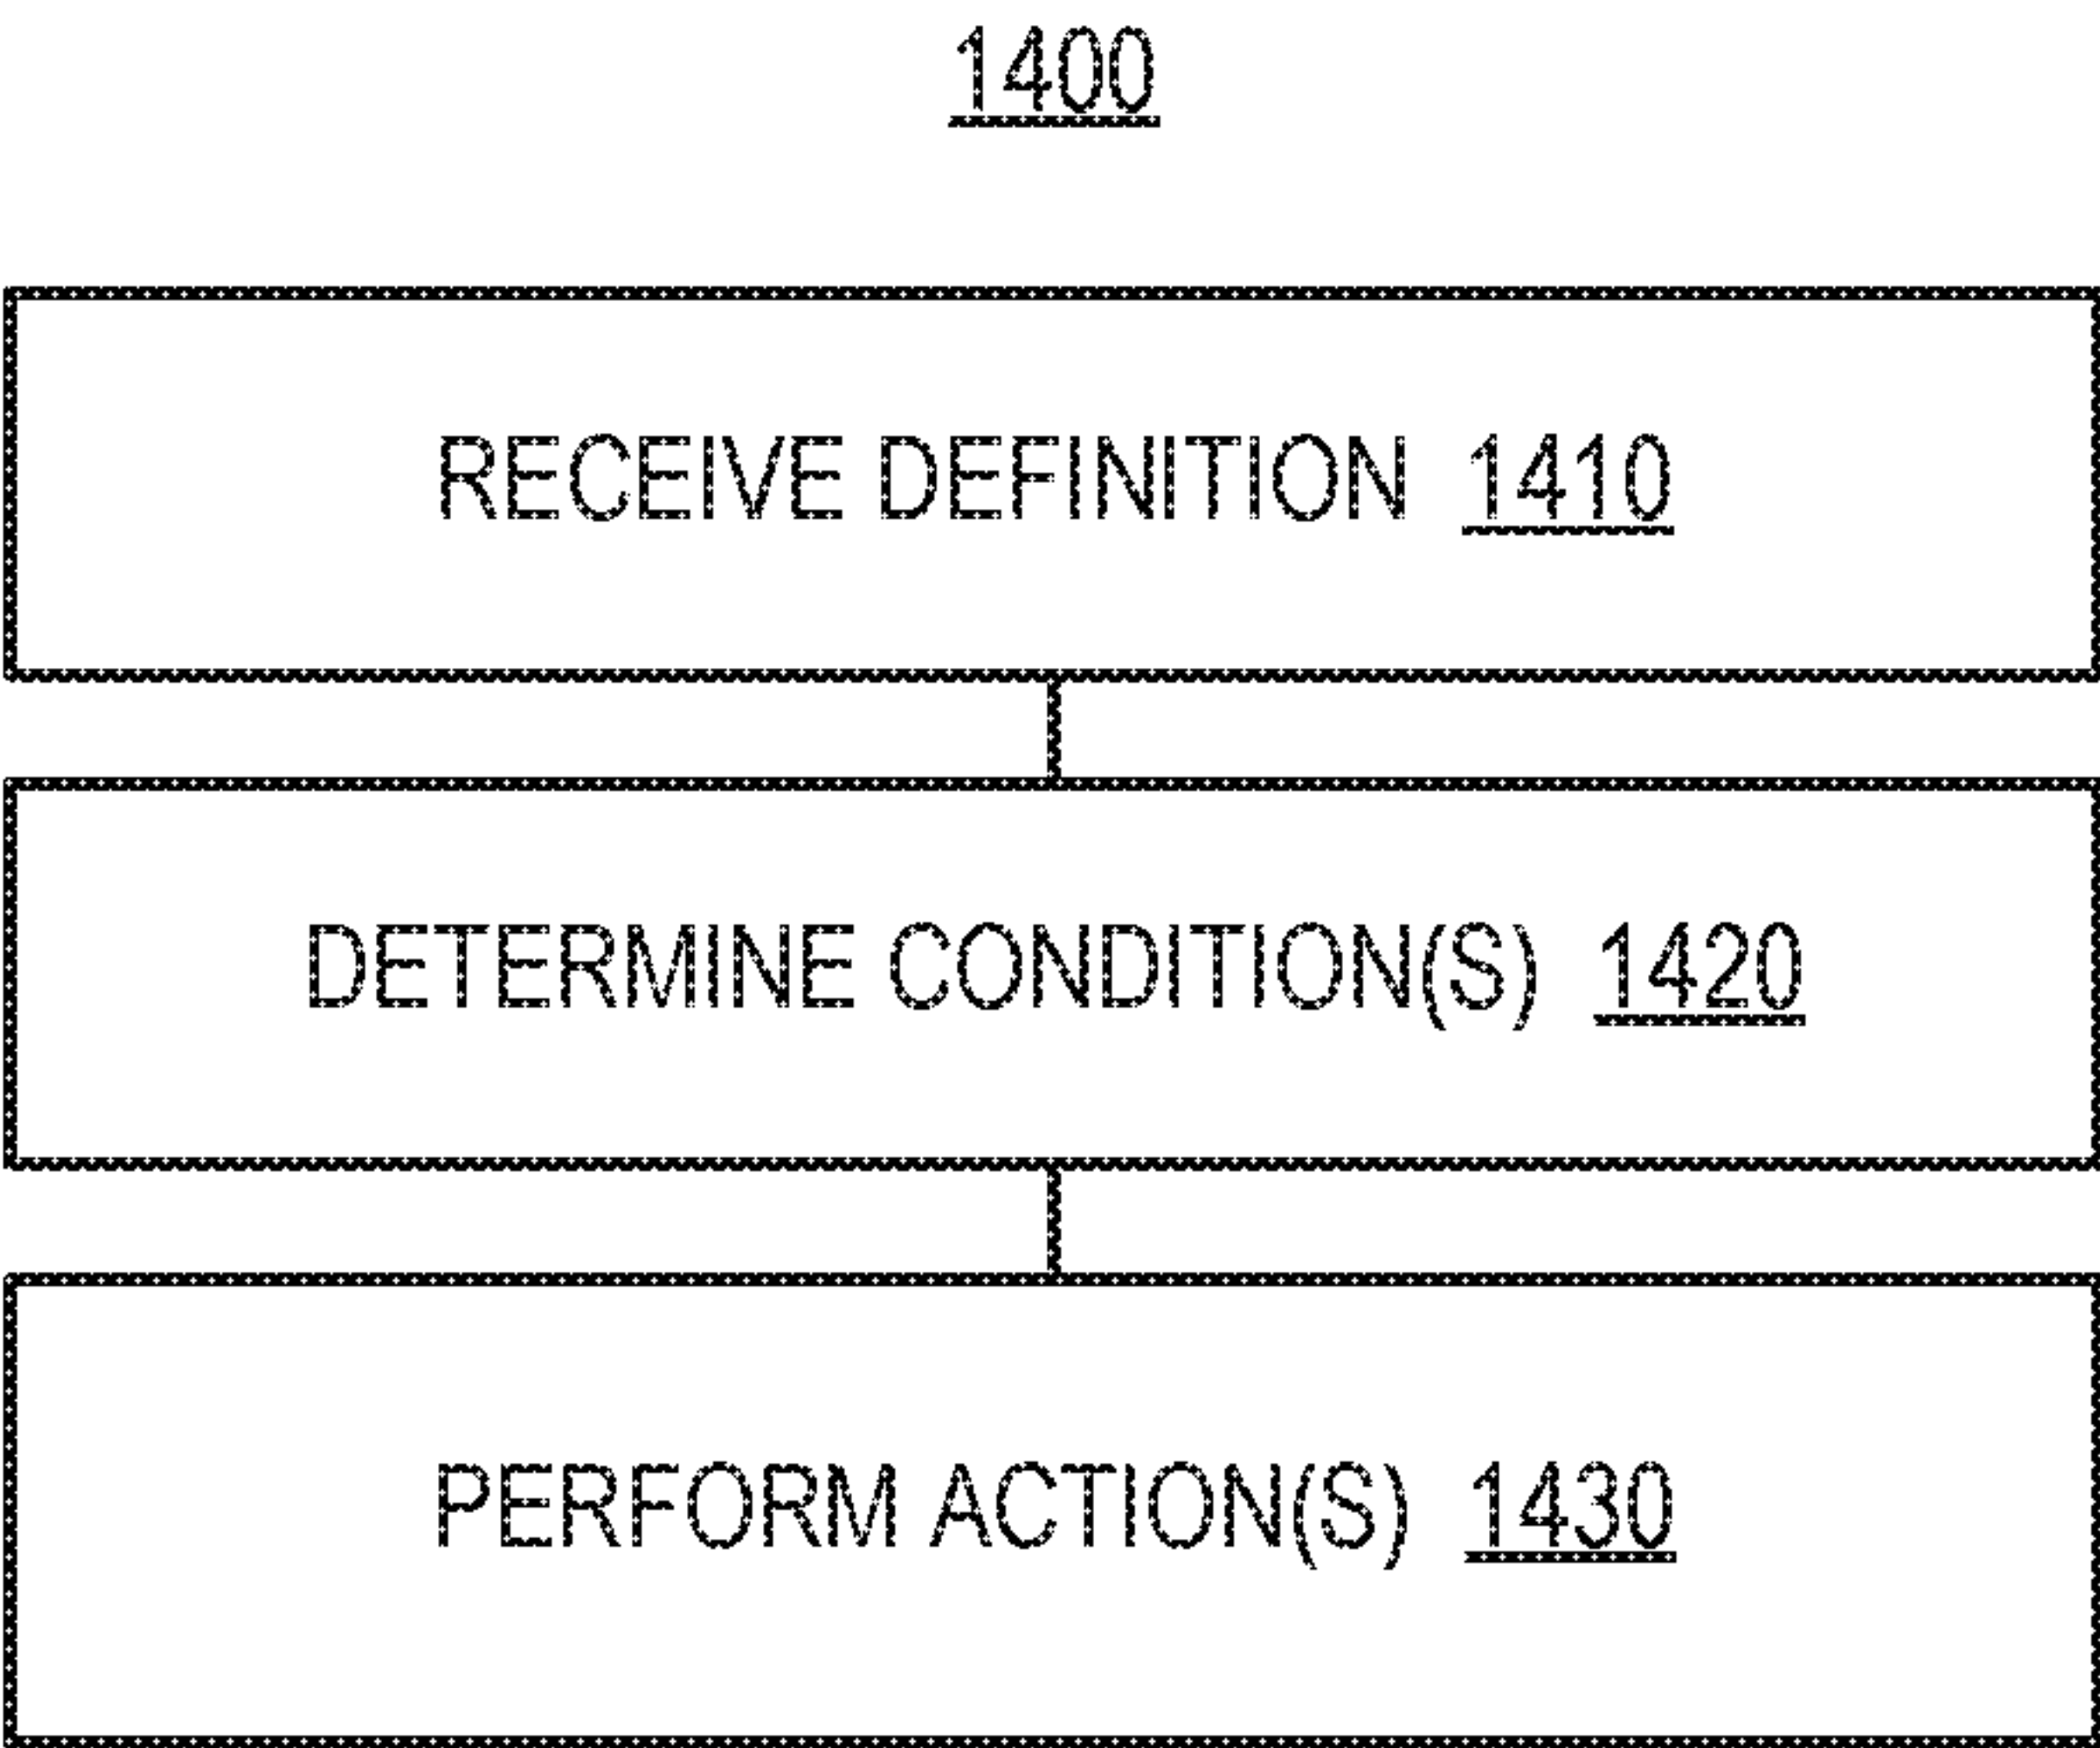 1400
RECEIVE DEFINITION 1410
DETERMINE CONDITION(S) 1420
PERFORM ACTION(S) 1430